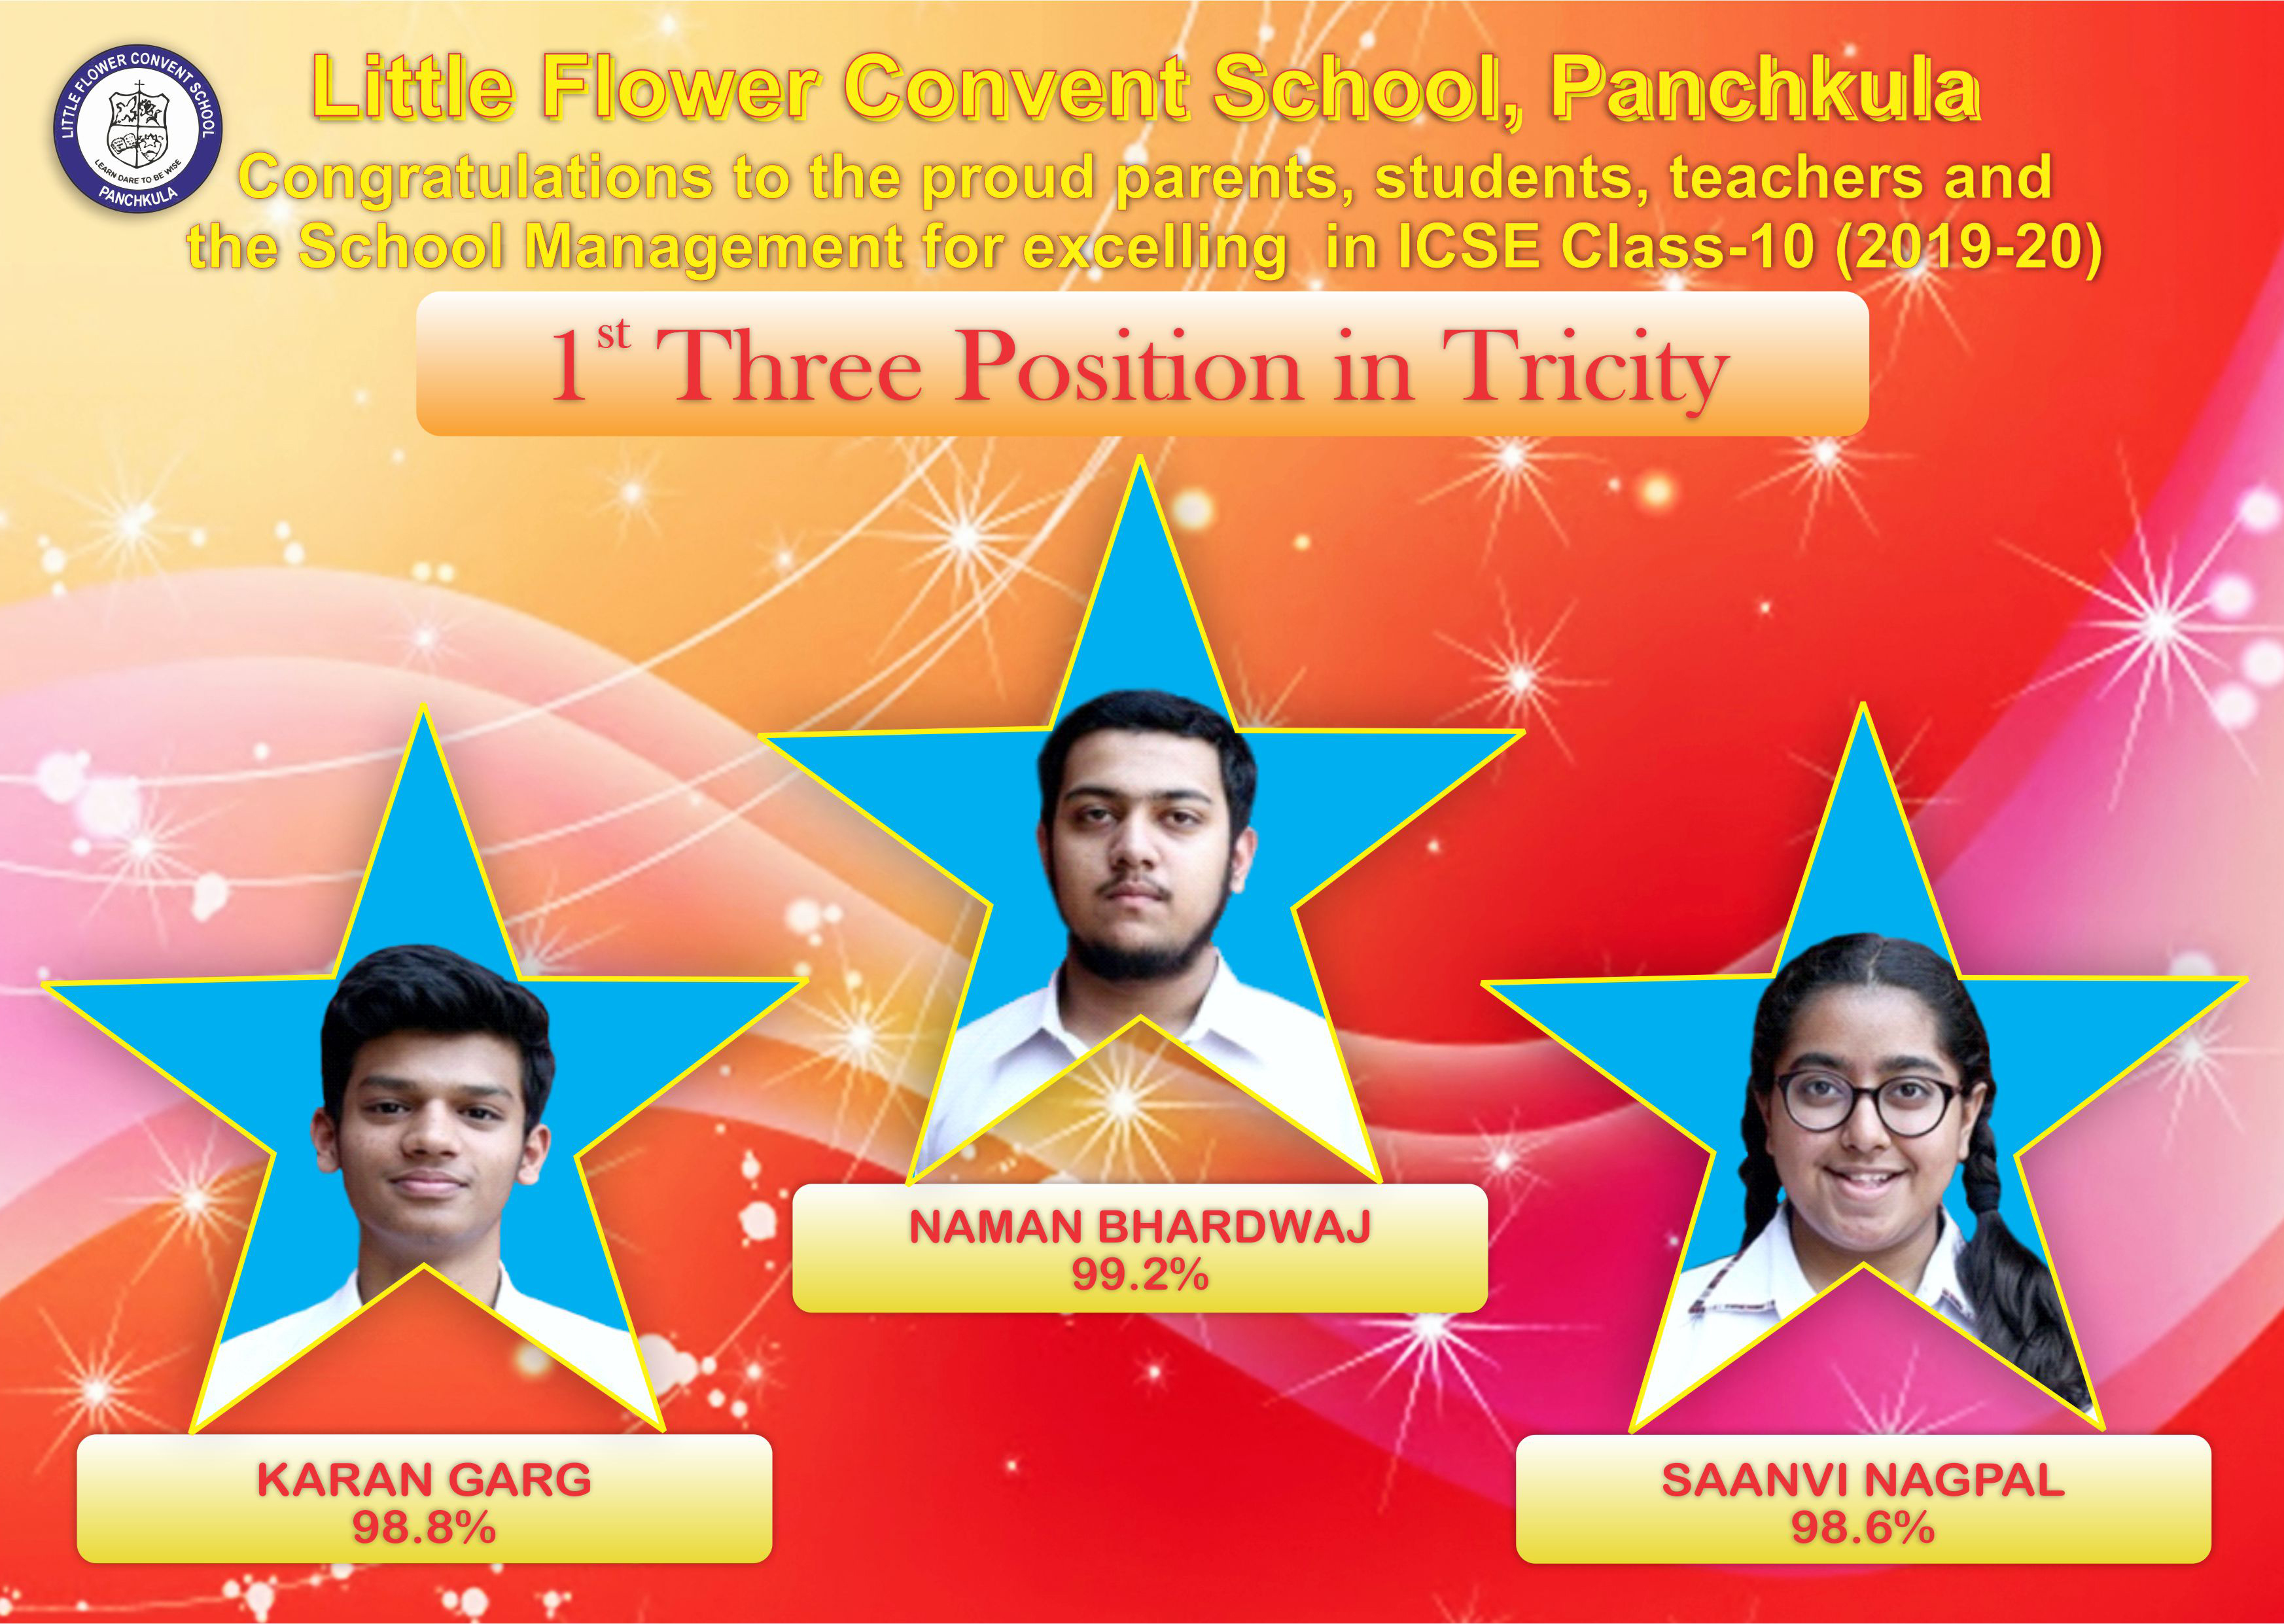 LITTLE FLOWER CONVENT SCHOOL
LEARN DARE TO BE WISE
PANCHKULA
Little Flower Convent School, Panchkula
Congratulations to the proud parents, students, teachers and
the School Management for excelling in ICSE Class-10 (2019-20)
1st Three Position in Tricity
NAMAN BHARDWAJ
99.2%
KARAN GARG
98.8%
SAANVI NAGPAL
98.6%